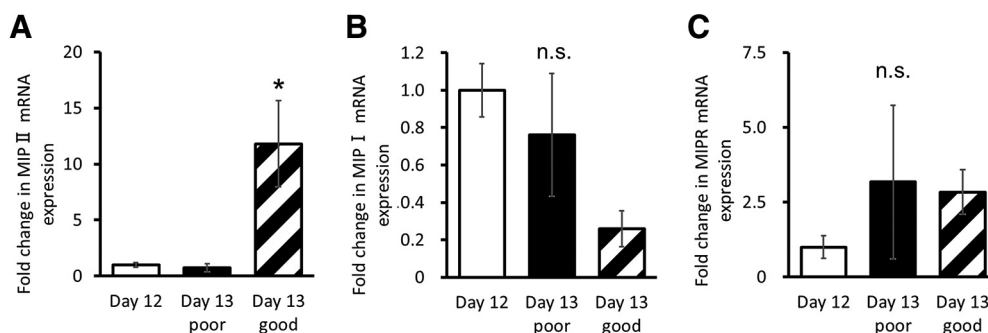 A
Fold change in MIP Ⅱ mRNA
expression
20
15
10
5
0
*
Day 12
Day 13
poor
Day 13
good
B
Fold change in MIP Ⅰ mRNA
expression
1.2
1.0
0.8
0.6
0.4
0.2
0
n.s.
Day 12
Day 13
poor
Day 13
good
C
Fold change in MIPR mRNA
expression
7.5
5.0
2.5
0
n.s.
Day 12
Day 13
poor
Day 13
good